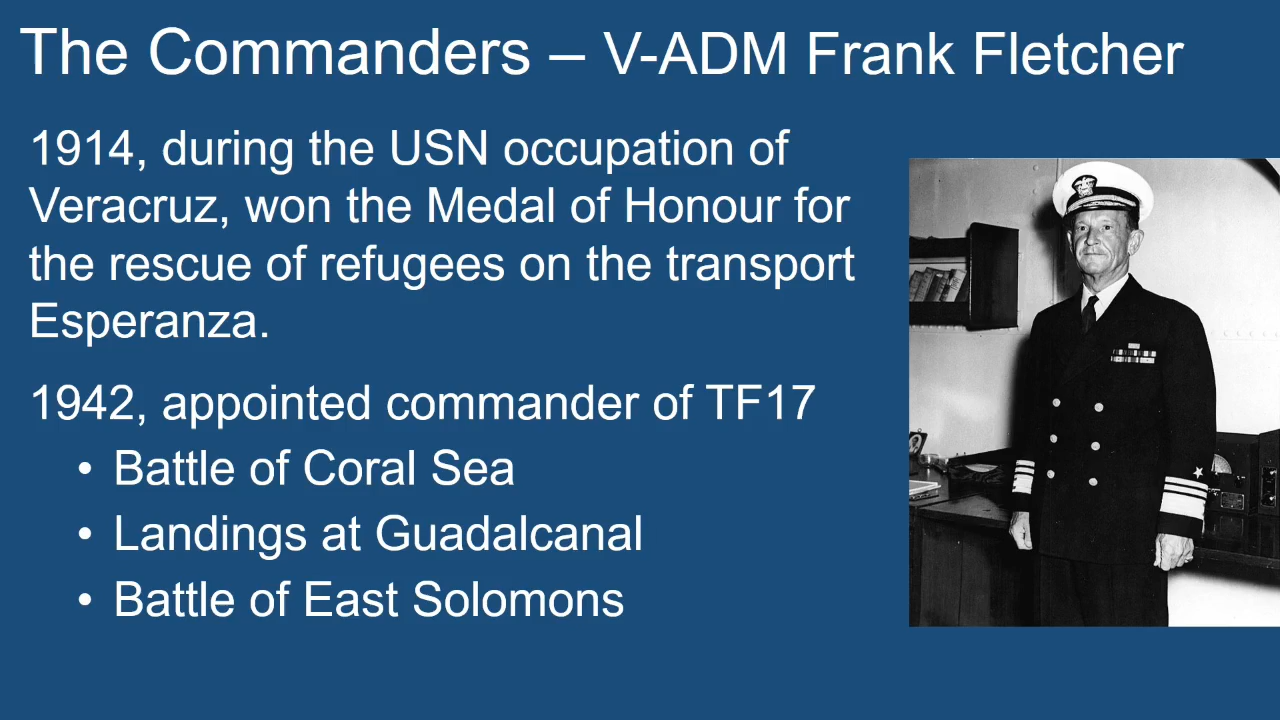 The Commanders – V-ADM Frank Fletcher
1914, during the USN occupation of
Veracruz, won the Medal of Honour for
the rescue of refugees on the transport
Esperanza.
1942, appointed commander of TF17
• Battle of Coral Sea
• Landings at Guadalcanal
• Battle of East Solomons